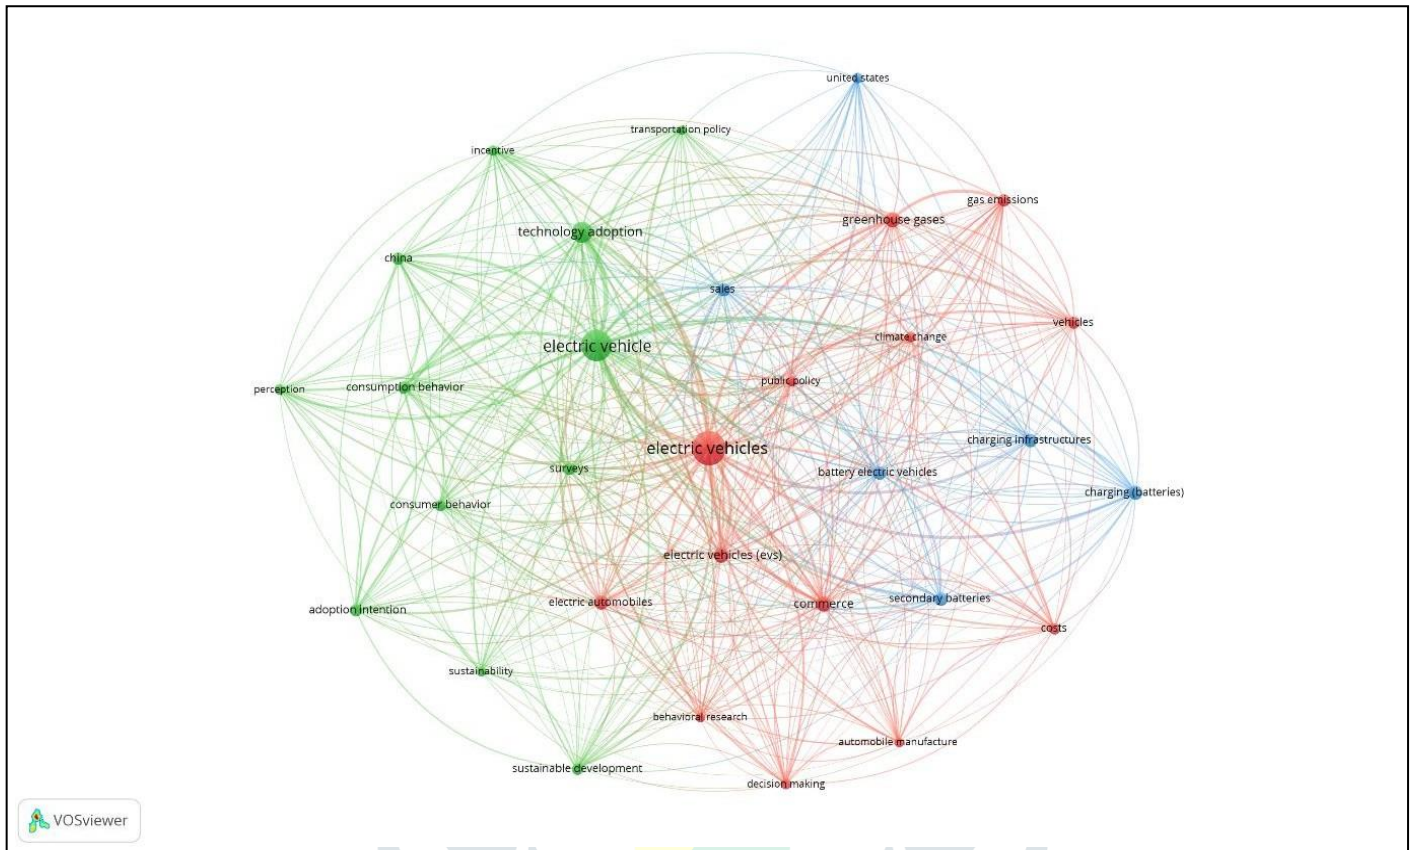 united states
transportation policy
incentive
gas emissions
greenhouse gases
technology adoption
china
sales
vehicles
climate change
electric vehicle
public policy
perception
consumption behavior
charging infrastructures
electric vehicles
surveys
battery electric vehicles
charging (batteries)
consumer behavior
electric vehicles (evs)
secondary batteries
electric automobiles
commerce
adoption intention
costs
sustainability
behavioral research
automobile manufacture
sustainable development
decision making
VOSviewer